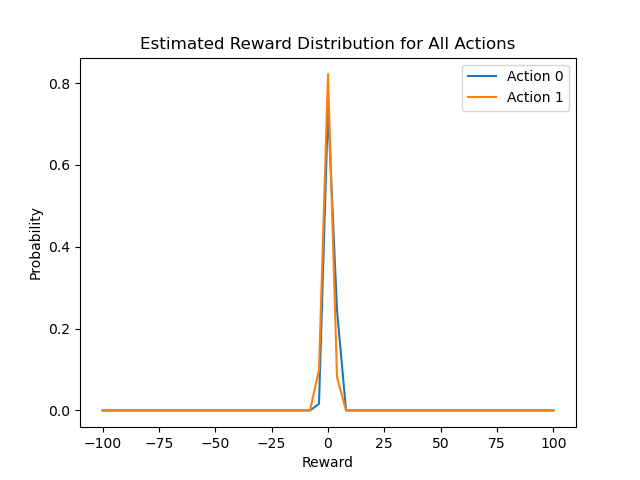 Estimated Reward Distribution for All Actions
Action 0
Action 1
0.8
0.6
0.4
0.2
0.0
Probability
−100
−75
−50
−25
0
25
50
75
100
Reward